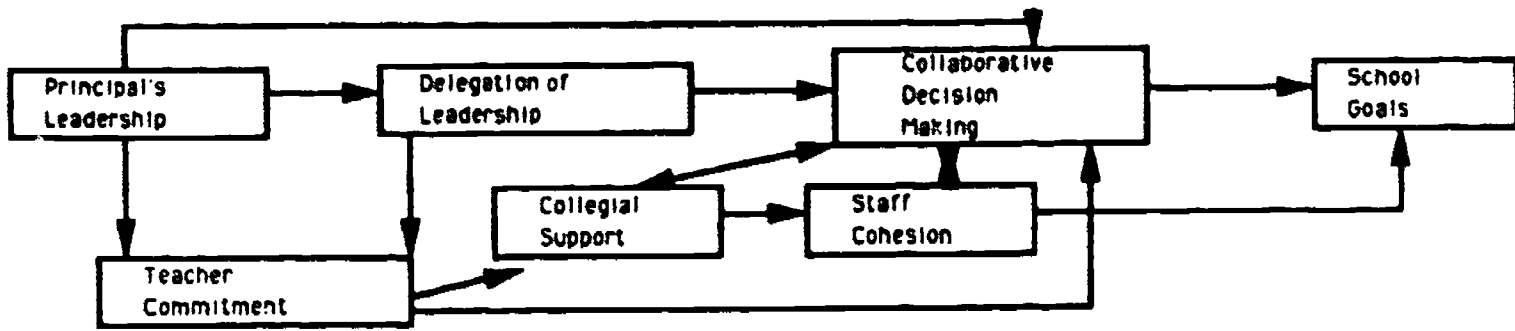 Principal's
Leadership
Delegation of
Leadership
Collaborative
Decision
Making
School
Goals
Collegial
Support
Staff
Cohesion
Teacher
Commitment